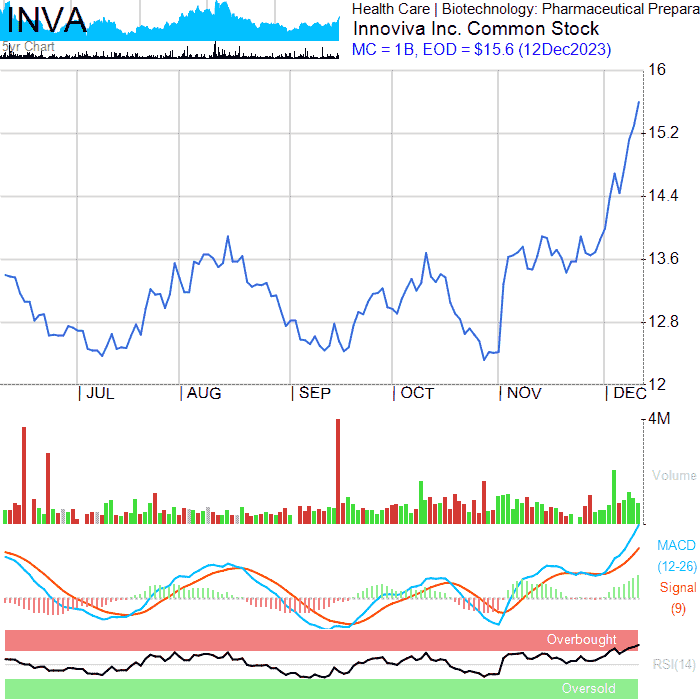 INVA
5yr Chart
Health Care | Biotechnology: Pharmaceutical Prepara
Innoviva Inc. Common Stock
MC = 1B, EOD = $15.6 (12Dec2023)
16
15.2
14.4
13.6
12.8
12
JUL AUG SEP OCT NOV DEC
4M
Volume
MACD
(12-26)
Signal
(9)
Overbought
RSI(14)
Oversold